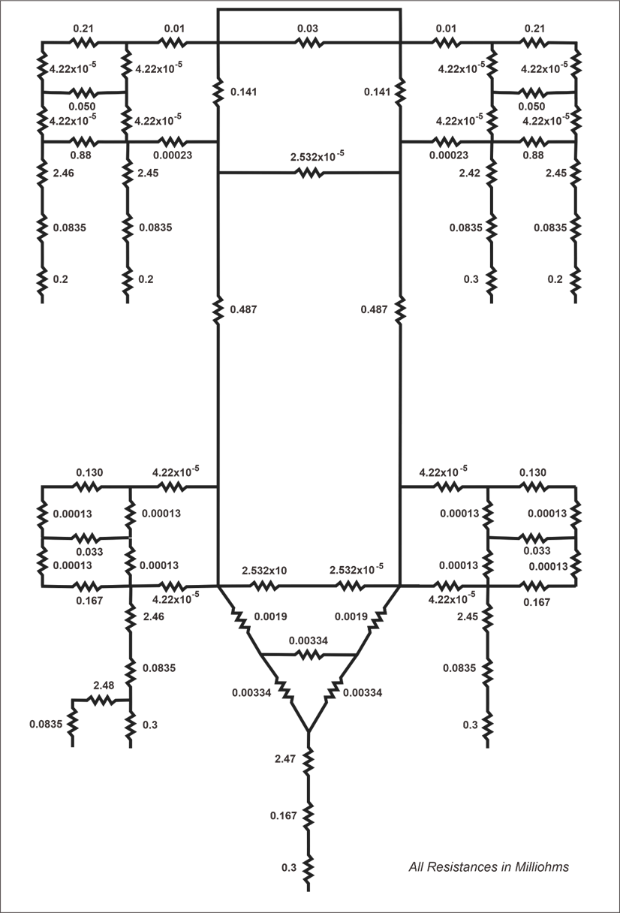 0.21 0.01 0.03 0.01 0.21
4.22x10⁻⁵ 4.22x10⁻⁵ 4.22x10⁻⁵ 4.22x10⁻⁵
0.141 0.141
0.050 0.050
4.22x10⁻⁵ 4.22x10⁻⁵ 4.22x10⁻⁵ 4.22x10⁻⁵
0.88 0.00023 2.532x10⁻⁵ 0.00023 0.88
2.46 2.45 2.42 2.45
0.0835 0.0835 0.0835 0.0835
0.2 0.2 0.3 0.2
0.487 0.487
0.130 4.22x10⁻⁵ 4.22x10⁻⁵ 0.130
0.00013 0.00013 0.00013 0.00013
0.033 0.033
0.00013 0.00013 0.00013 0.00013
2.532x10 2.532x10⁻⁵
0.167 4.22x10⁻⁵ 4.22x10⁻⁵ 0.167
2.46 0.0019 0.0019 2.45
0.00334
0.0835 0.0835
2.48 0.00334 0.00334
0.0835 0.3 0.3
2.47
0.167
0.3
All Resistances in Milliohms